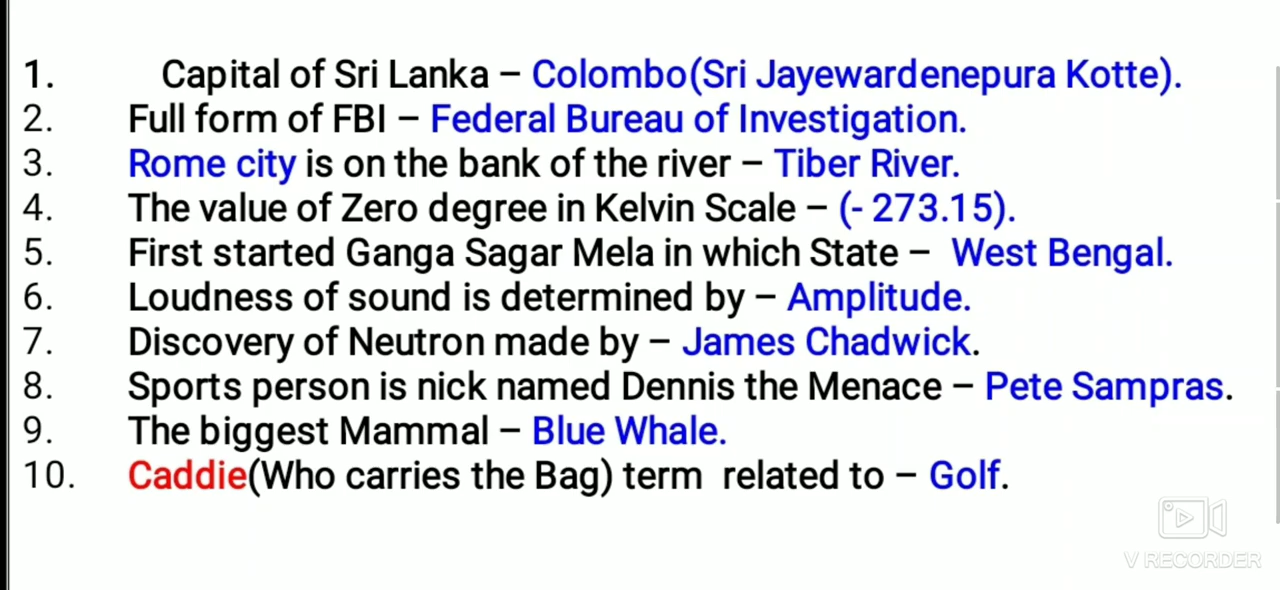 1. Capital of Sri Lanka – Colombo(Sri Jayewardenepura Kotte).
2. Full form of FBI – Federal Bureau of Investigation.
3. Rome city is on the bank of the river – Tiber River.
4. The value of Zero degree in Kelvin Scale – (- 273.15).
5. First started Ganga Sagar Mela in which State – West Bengal.
6. Loudness of sound is determined by – Amplitude.
7. Discovery of Neutron made by – James Chadwick.
8. Sports person is nick named Dennis the Menace – Pete Sampras.
9. The biggest Mammal – Blue Whale.
10. Caddie(Who carries the Bag) term related to – Golf.
V RECORDER